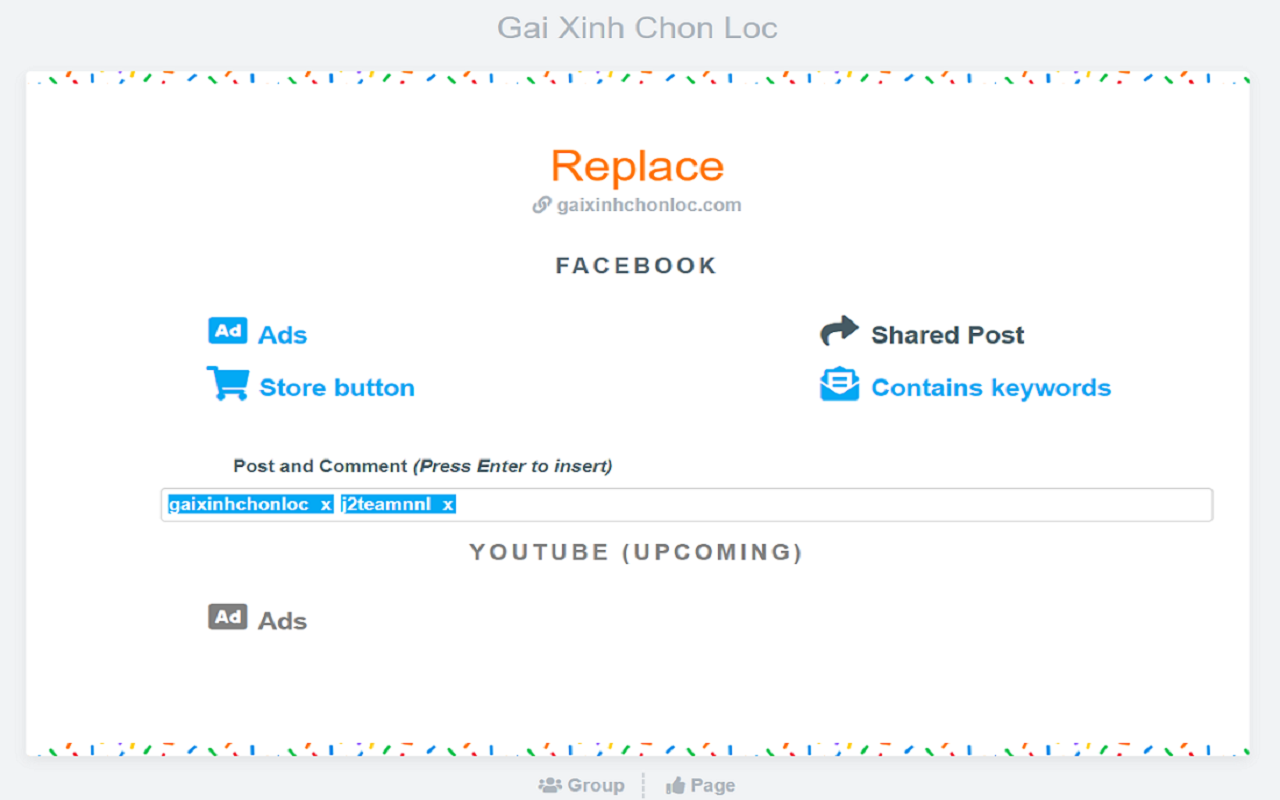 Gai Xinh Chon Loc
Replace
gaixinhchonloc.com
FACEBOOK
Ad Ads
Shared Post
Store button
Contains keywords
Post and Comment (Press Enter to insert)
gaixinhchonloc x j2teamnnl x
YOUTUBE (UPCOMING)
Ad Ads
Group Page